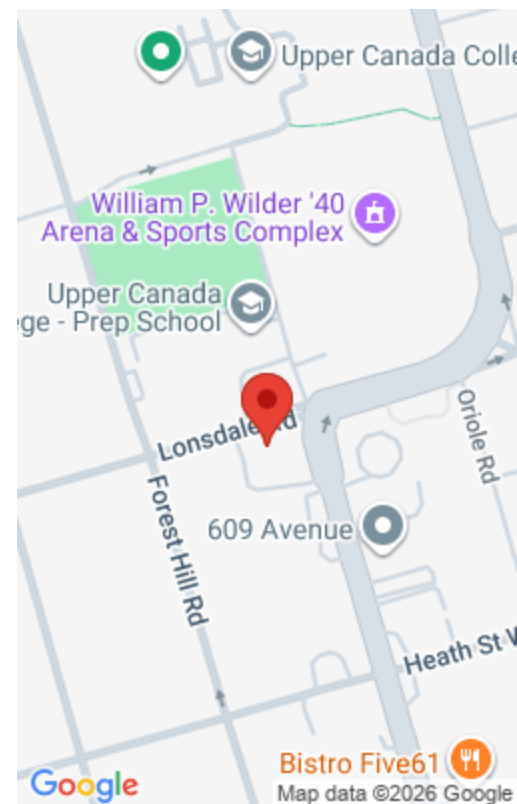 Upper Canada Colle
William P. Wilder '40
Arena & Sports Complex
Upper Canada
ege - Prep School
Lonsdale Rd
Oriole Rd
Forest Hill Rd
609 Avenue
Heath St W
Bistro Five61
Google
Map data ©2026 Google